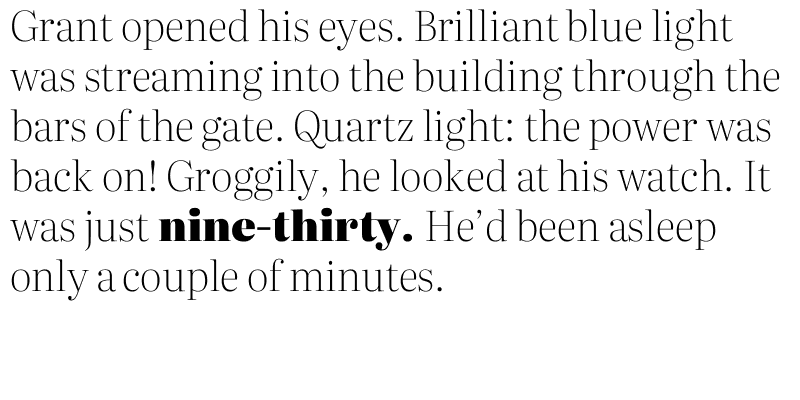 Grant opened his eyes. Brilliant blue light
was streaming into the building through the
bars of the gate. Quartz light: the power was
back on! Groggily, he looked at his watch. It
was just nine-thirty. He’d been asleep
only a couple of minutes.